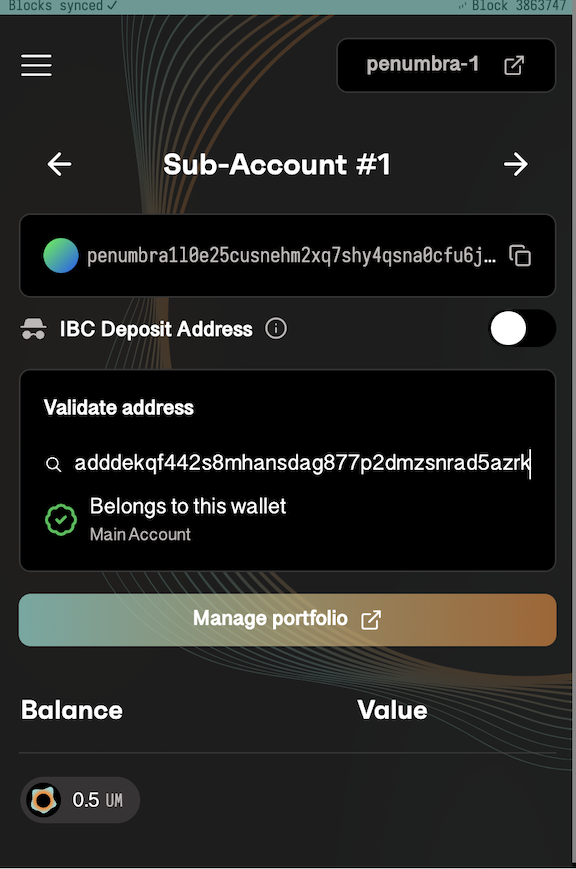 Blocks synced
Block 3863747
penumbra-1
Sub-Account #1
penumbra1l0e25cusnehm2xq7shy4qsna0cfu6j…
IBC Deposit Address
Validate address
adddekqf442s8mhansdag877p2dmzsnrad5azrk
Belongs to this wallet
Main Account
Manage portfolio
Balance Value
0.5 UM